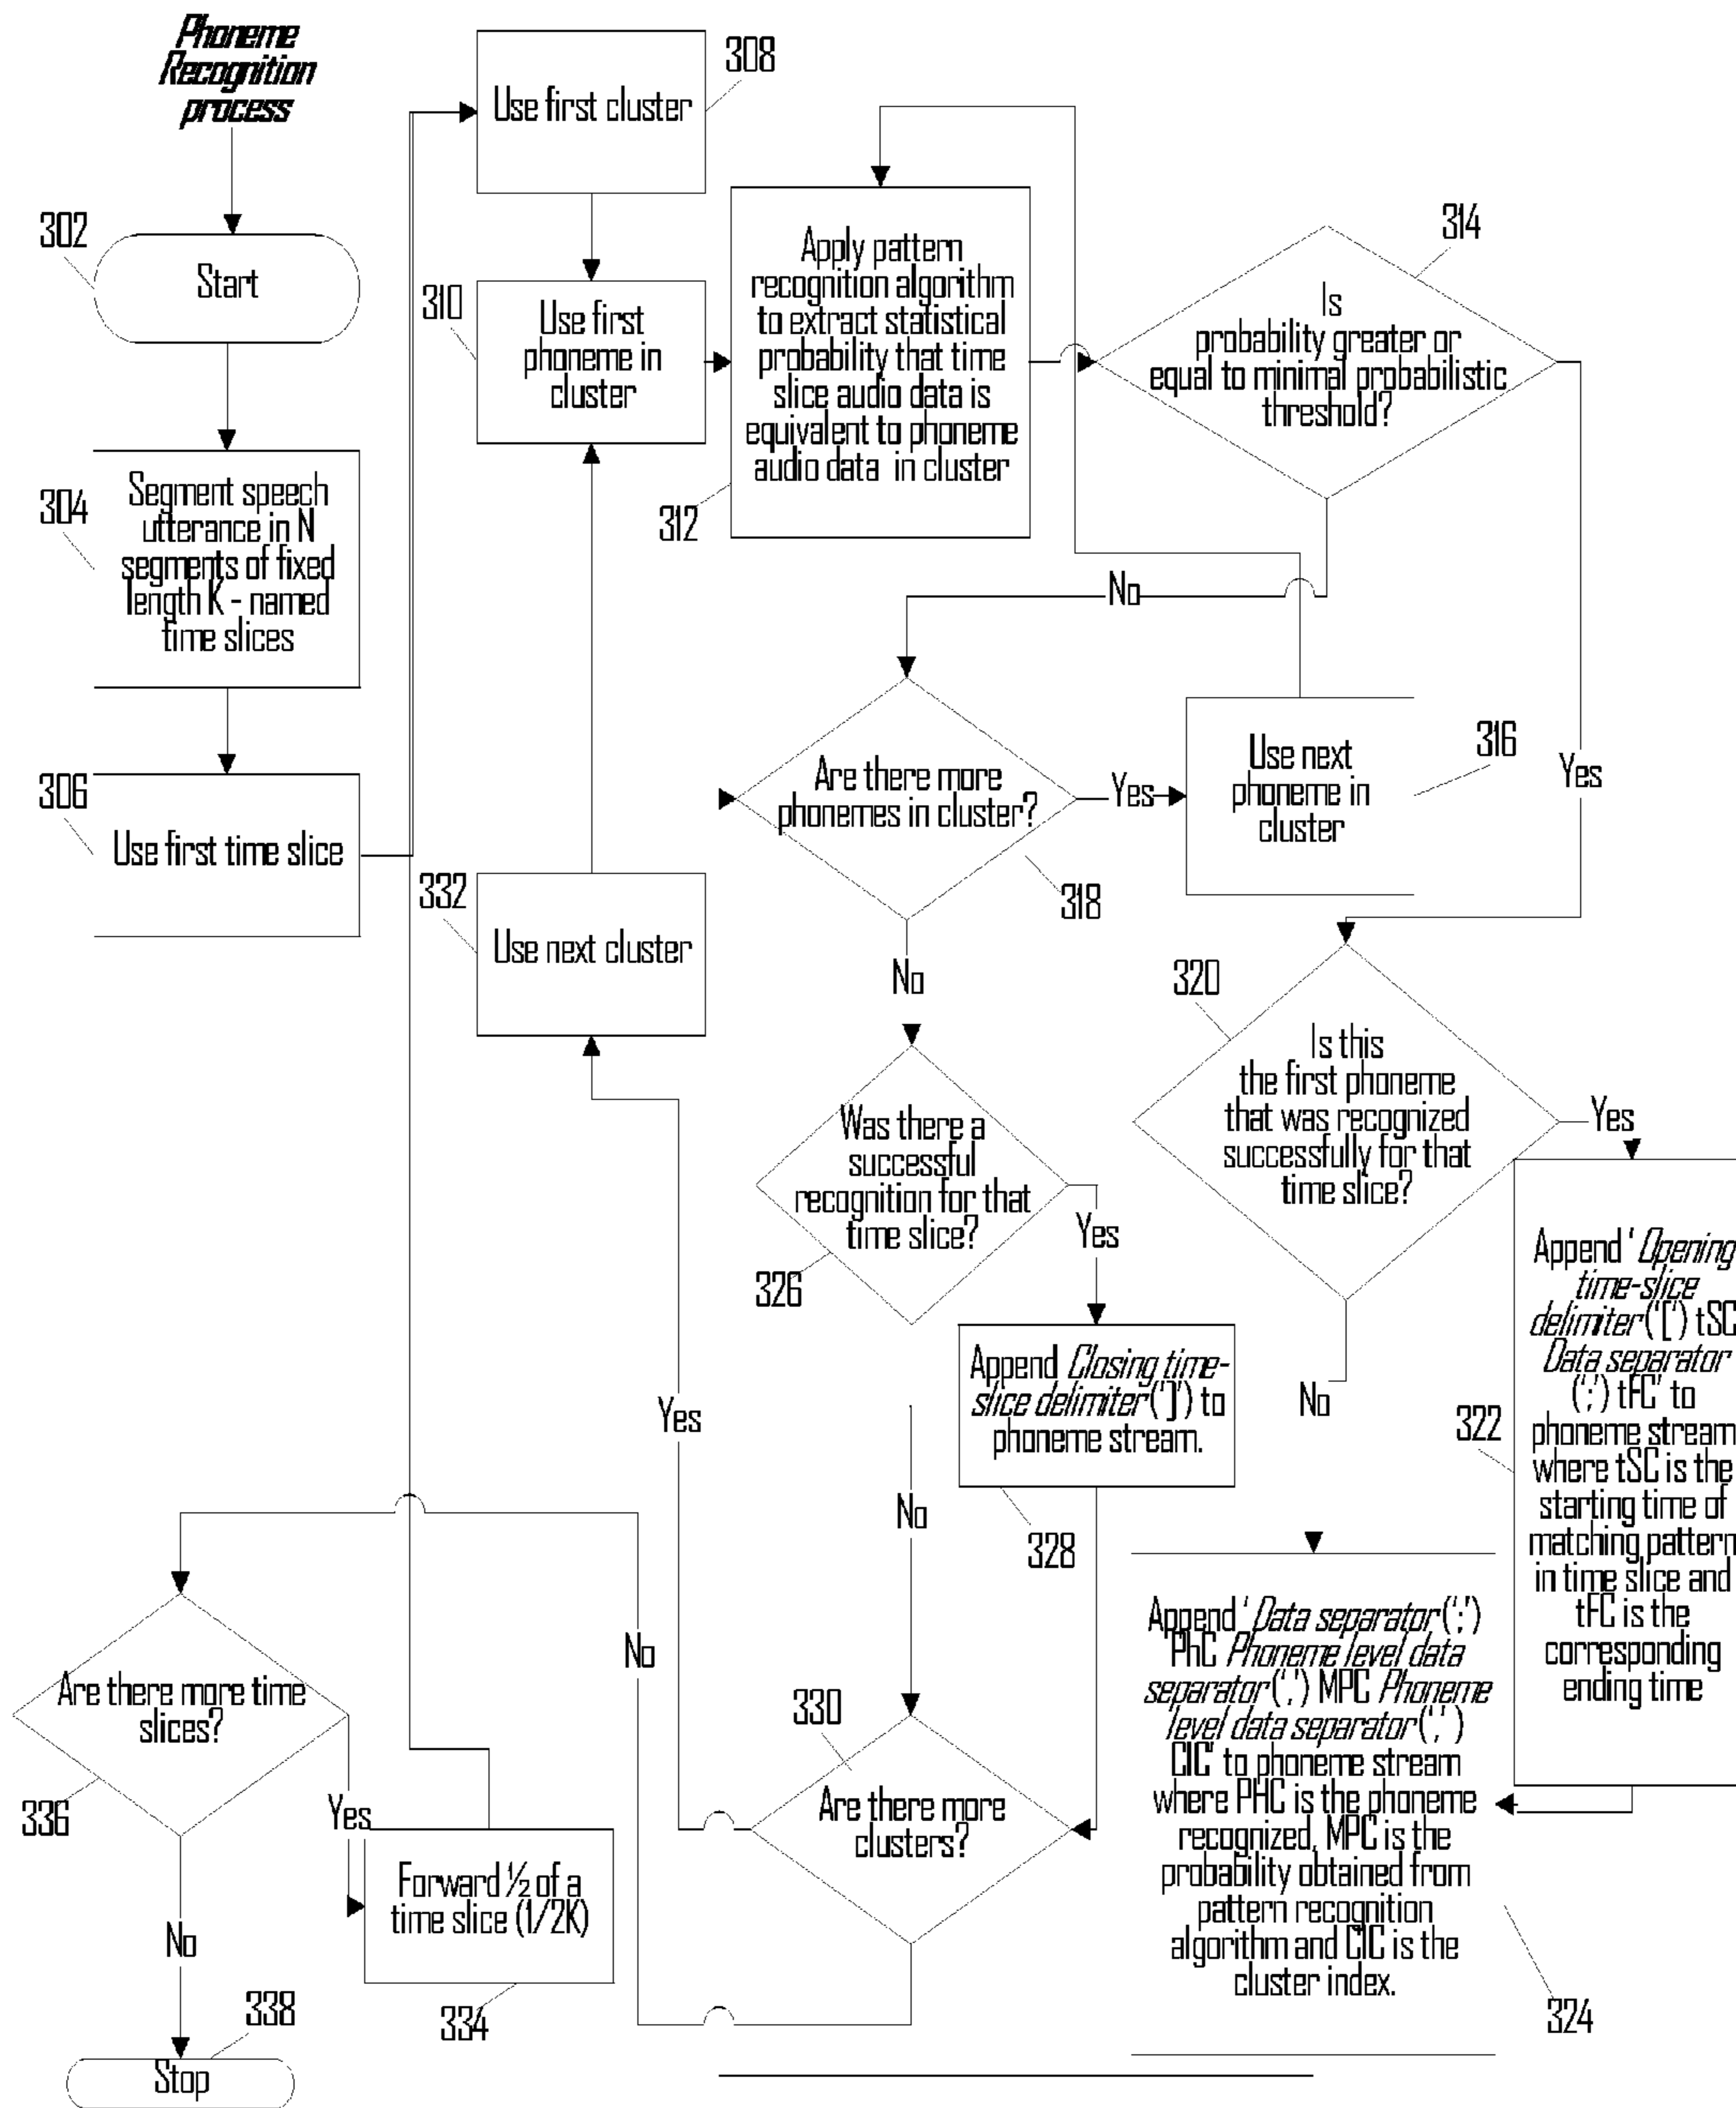 Phoneme
Recognition
process
302
Start
304
Segment speech
utterance in N
segments of fixed
length K - named
time slices
306
Use first time slice
308
Use first cluster
310
Use first
phoneme in
cluster
312
Apply pattern
recognition algorithm
to extract statistical
probability that time
slice audio data is
equivalent to phoneme
audio data in cluster
314
Is
probability greater or
equal to minimal probabilistic
threshold?
No
Yes
Are there more
phonemes in cluster?
318
Yes
Use next
phoneme in
cluster
316
No
332
Use next cluster
320
Is this
the first phoneme
that was recognized
successfully for that
time slice?
Yes
No
Was there a
successful
recognition for that
time slice?
326
Yes
No
Append Closing time-
slice delimiter(']') to
phoneme stream.
328
322
Append ' Opening
time-slice
delimiter('[') tSC
Data separator
(';') tFC' to
phoneme stream
where tSC is the
starting time of
matching pattern
in time slice and
tFC is the
corresponding
ending time
Append ' Data separator(';')
PhC Phoneme level data
separator(',') MPC Phoneme
level data separator(',')
CIC' to phoneme stream
where PHC is the phoneme
recognized, MPC is the
probability obtained from
pattern recognition
algorithm and CIC is the
cluster index.
324
330
Are there more
clusters?
Yes
No
Are there more time
slices?
336
Yes
No
Forward ½ of a
time slice (1/2K)
334
338
Stop